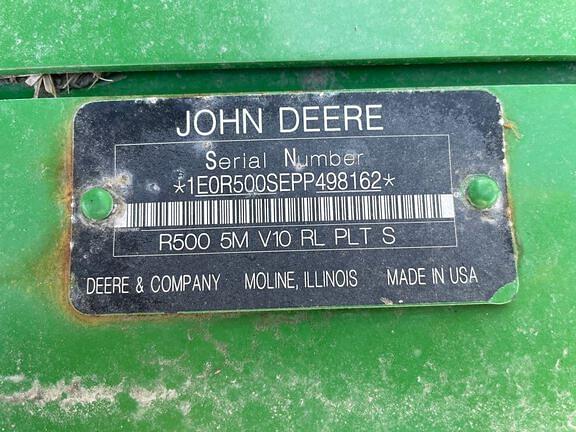 JOHN DEERE
Serial Number
*1E0R500SEPP498162*
R500 5M V10 RL PLT S
DEERE & COMPANY MOLINE, ILLINOIS MADE IN USA